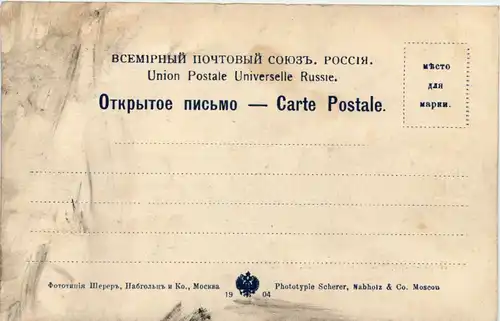 ВСЕМІРНЫЙ ПОЧТОВЫЙ СОЮЗЪ. РОССІЯ.
Union Postale Universelle Russie.
Открытое письмо — Carte Postale.
мѣсто
для
марки.
Фототипія Шереръ, Набгольцъ и Ко., Москва
19 04
Phototypie Scherer, Nabholz & Co. Moscou